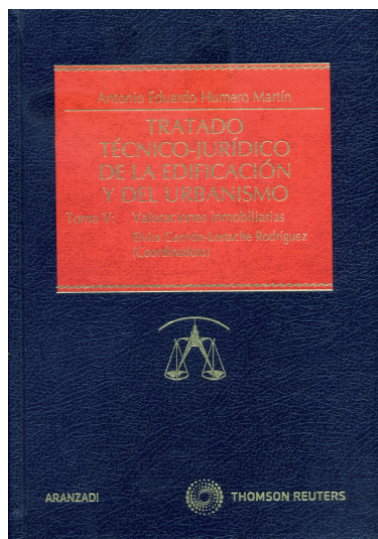 Antonio Eduardo Humero Martín
TRATADO
TÉCNICO-JURÍDICO
DE LA EDIFICACIÓN
Y DEL URBANISMO
Tomo V: Valoraciones Inmobiliarias
Elvira Garrido-Lestache Rodríguez
(Coordinadora)
ARANZADI
THOMSON REUTERS